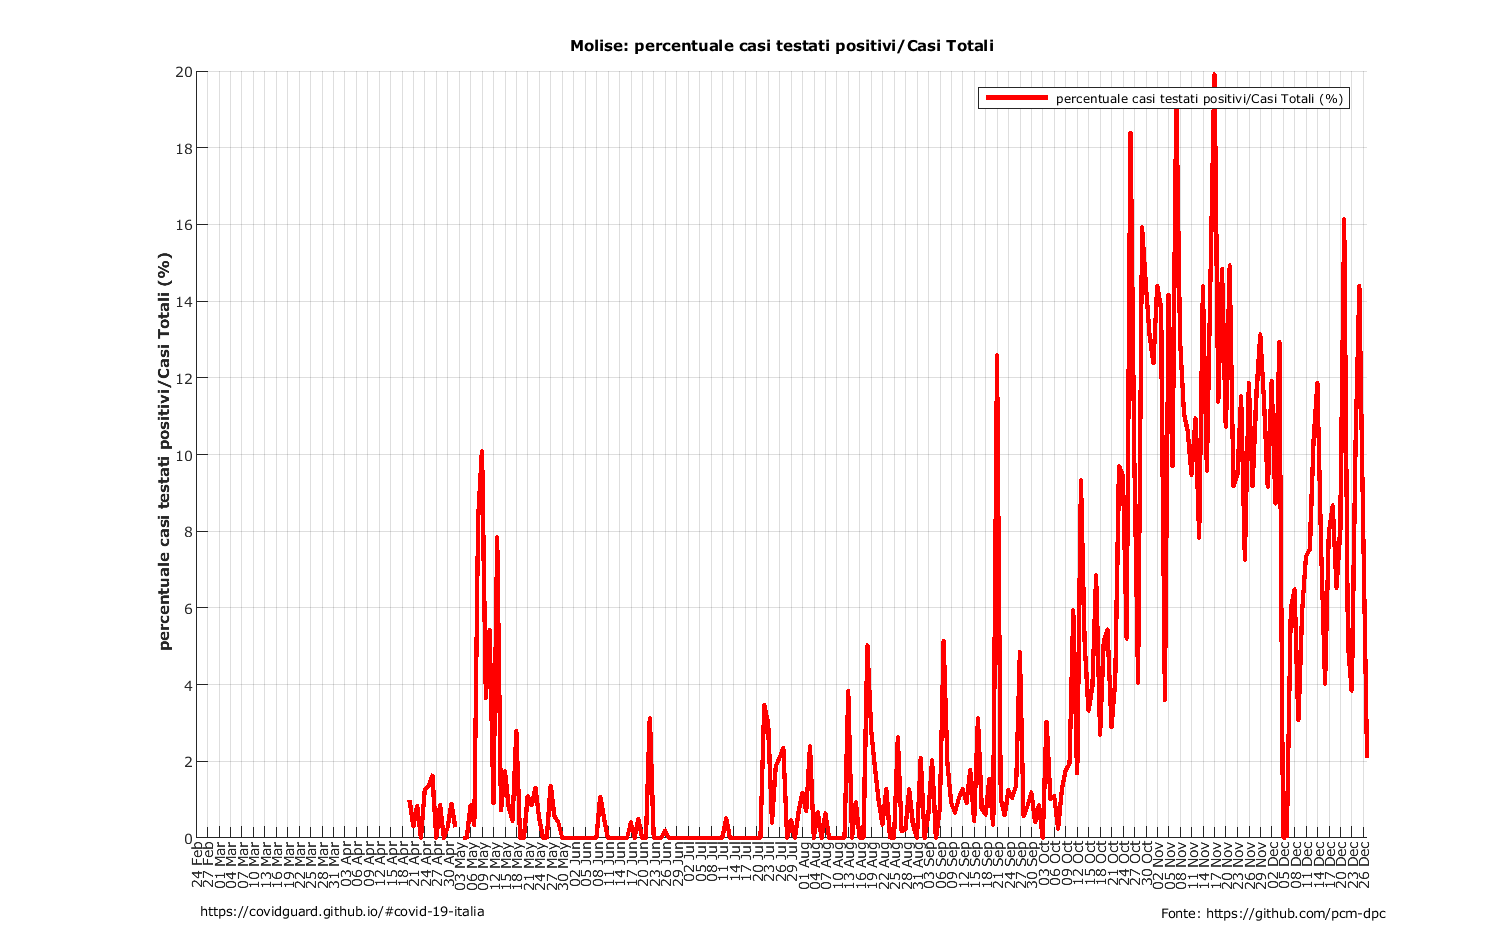 Molise: percentuale casi testati positivi/Casi Totali
percentuale casi testati positivi/Casi Totali (%)
percentuale casi testati positivi/Casi Totali (%)
20
18
16
14
12
10
8
6
4
2
0
24 Feb
27 Feb
01 Mar
04 Mar
07 Mar
10 Mar
13 Mar
16 Mar
19 Mar
22 Mar
25 Mar
28 Mar
31 Mar
03 Apr
06 Apr
09 Apr
12 Apr
15 Apr
18 Apr
21 Apr
24 Apr
27 Apr
30 Apr
03 May
06 May
09 May
12 May
15 May
18 May
21 May
24 May
27 May
30 May
02 Jun
05 Jun
08 Jun
11 Jun
14 Jun
17 Jun
20 Jun
23 Jun
26 Jun
29 Jun
02 Jul
05 Jul
08 Jul
11 Jul
14 Jul
17 Jul
20 Jul
23 Jul
26 Jul
29 Jul
01 Aug
04 Aug
07 Aug
10 Aug
13 Aug
16 Aug
19 Aug
22 Aug
25 Aug
28 Aug
31 Aug
03 Sep
06 Sep
09 Sep
12 Sep
15 Sep
18 Sep
21 Sep
24 Sep
27 Sep
30 Sep
03 Oct
06 Oct
09 Oct
12 Oct
15 Oct
18 Oct
21 Oct
24 Oct
27 Oct
30 Oct
02 Nov
05 Nov
08 Nov
11 Nov
14 Nov
17 Nov
20 Nov
23 Nov
26 Nov
29 Nov
02 Dec
05 Dec
08 Dec
11 Dec
14 Dec
17 Dec
20 Dec
23 Dec
26 Dec
https://covidguard.github.io/#covid-19-italia
Fonte: https://github.com/pcm-dpc